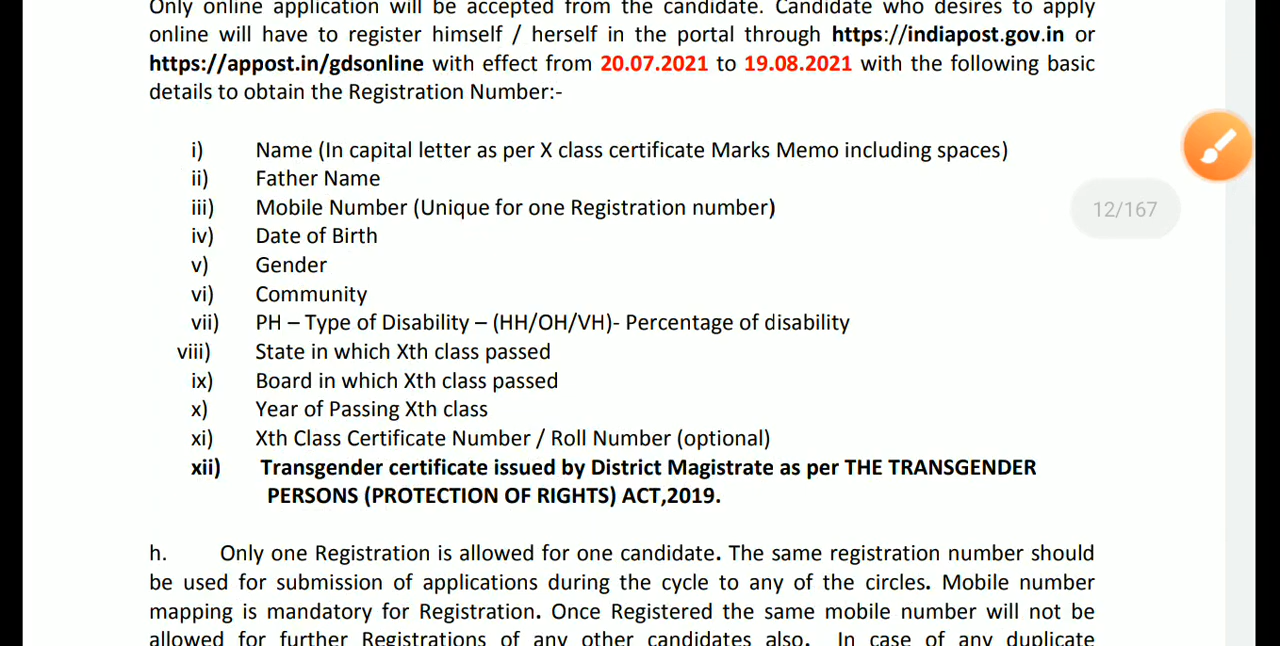 Only online application will be accepted from the candidate. Candidate who desires to apply
online will have to register himself / herself in the portal through https://indiapost.gov.in or
https://appost.in/gdsonline with effect from 20.07.2021 to 19.08.2021 with the following basic
details to obtain the Registration Number:-
i) Name (In capital letter as per X class certificate Marks Memo including spaces)
ii) Father Name
iii) Mobile Number (Unique for one Registration number)
12/167
iv) Date of Birth
v) Gender
vi) Community
vii) PH – Type of Disability – (HH/OH/VH)- Percentage of disability
viii) State in which Xth class passed
ix) Board in which Xth class passed
x) Year of Passing Xth class
xi) Xth Class Certificate Number / Roll Number (optional)
xii) Transgender certificate issued by District Magistrate as per THE TRANSGENDER
PERSONS (PROTECTION OF RIGHTS) ACT,2019.
h. Only one Registration is allowed for one candidate. The same registration number should
be used for submission of applications during the cycle to any of the circles. Mobile number
mapping is mandatory for Registration. Once Registered the same mobile number will not be
allowed for further Registrations of any other candidates also. In case of any duplicate